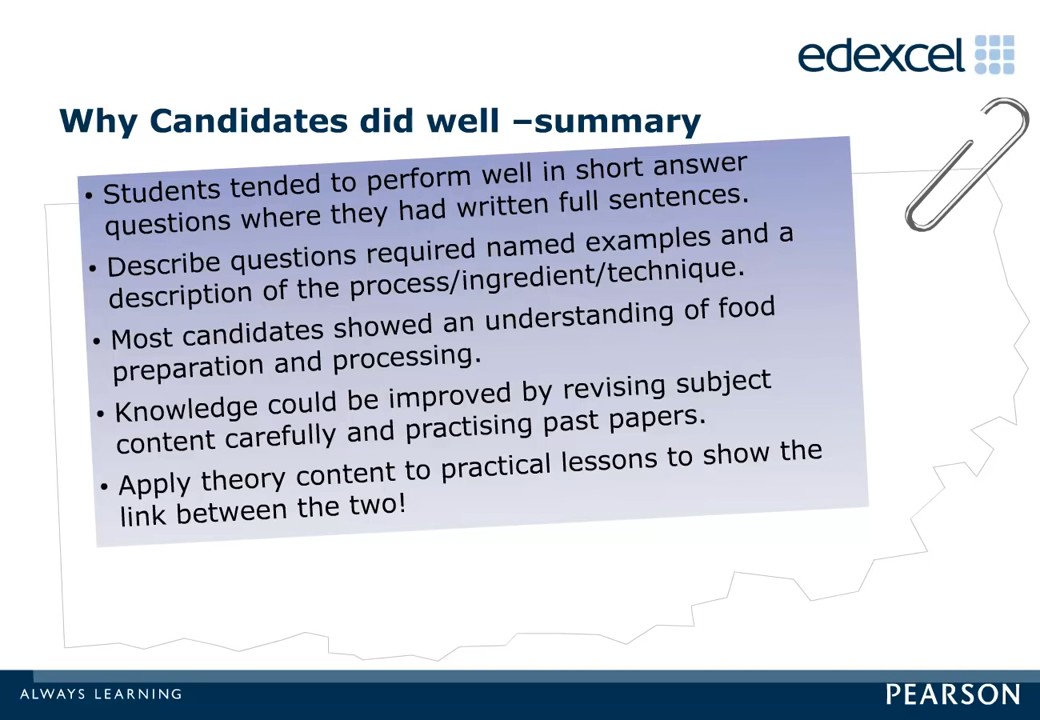 edexcel
Why Candidates did well –summary
• Students tended to perform well in short answer
questions where they had written full sentences.
• Describe questions required named examples and a
description of the process/ingredient/technique.
• Most candidates showed an understanding of food
preparation and processing.
• Knowledge could be improved by revising subject
content carefully and practising past papers.
• Apply theory content to practical lessons to show the
link between the two!
ALWAYS LEARNING
PEARSON